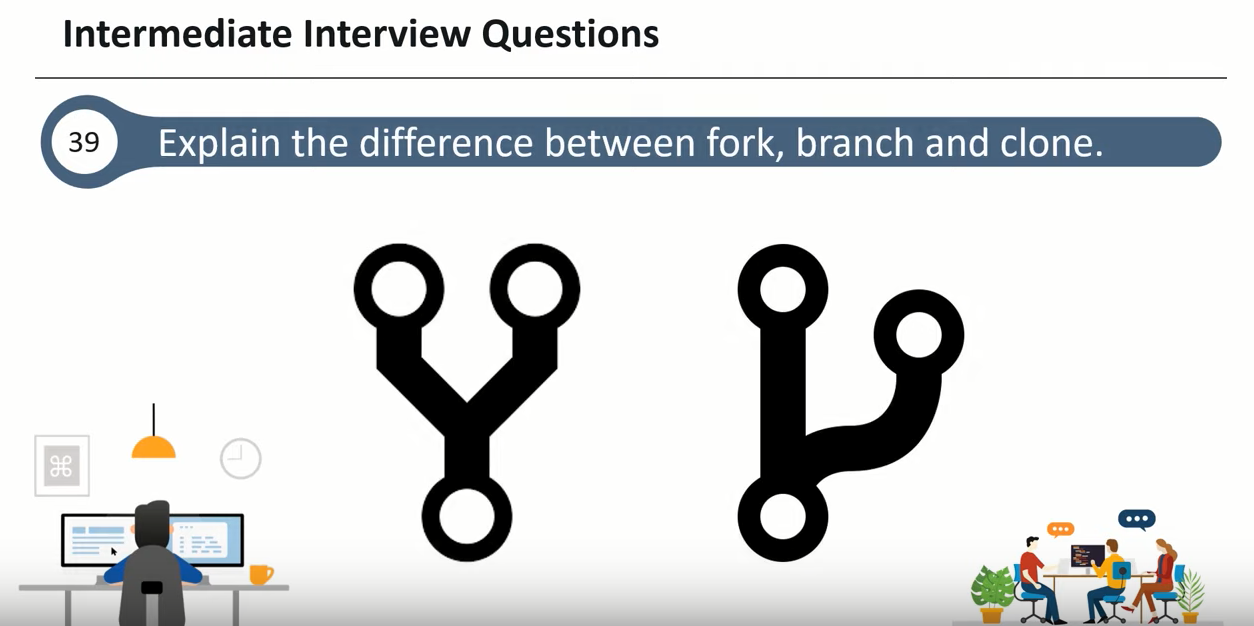 Intermediate Interview Questions
39
Explain the difference between fork, branch and clone.